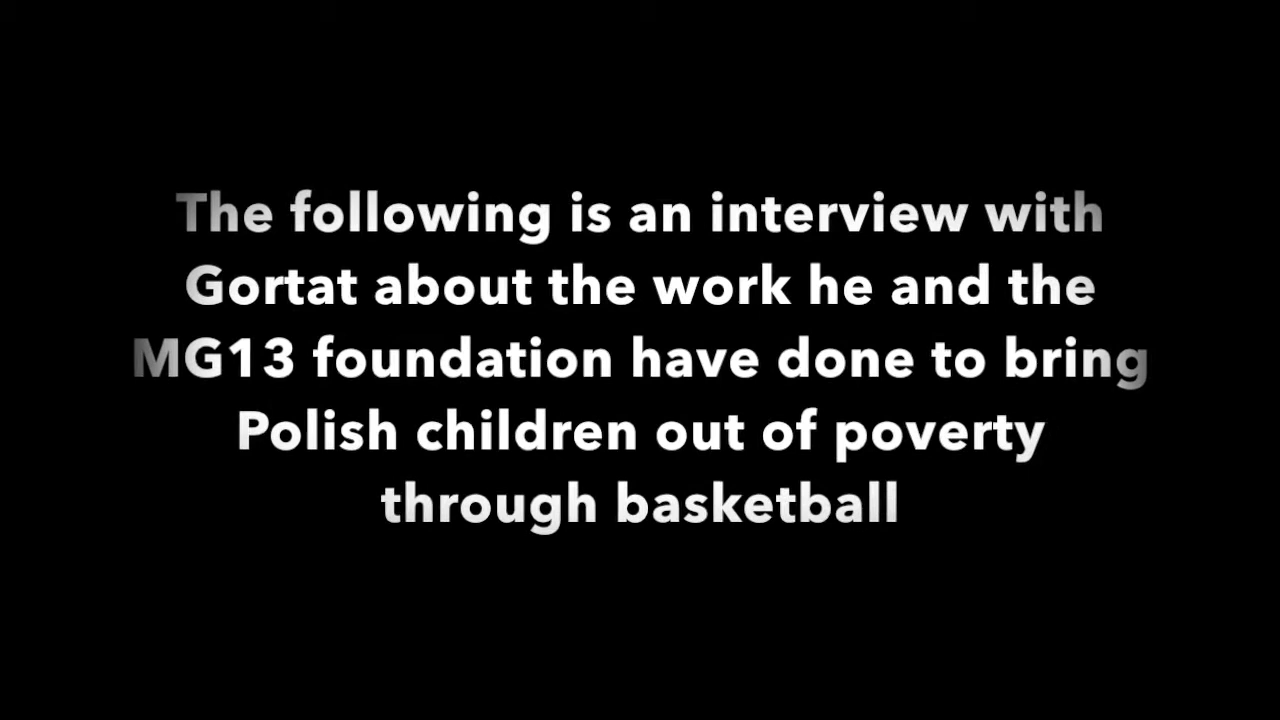 The following is an interview with
Gortat about the work he and the
MG13 foundation have done to bring
Polish children out of poverty
through basketball